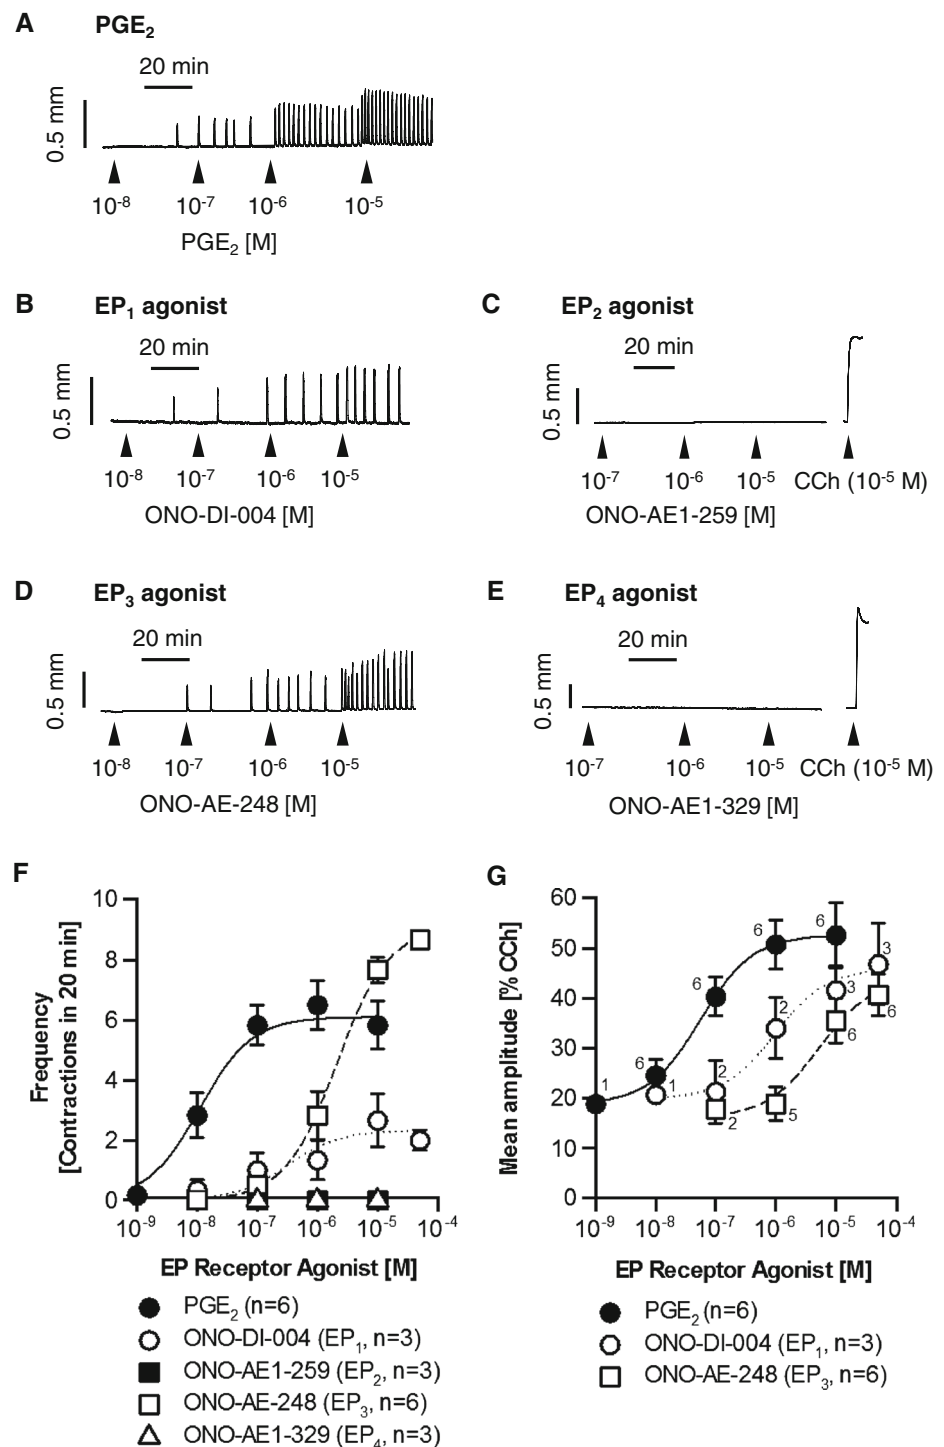 A PGE₂
20 min
0.5 mm
10⁻⁸ 10⁻⁷ 10⁻⁶ 10⁻⁵
PGE₂ [M]
B EP₁ agonist
20 min
0.5 mm
10⁻⁸ 10⁻⁷ 10⁻⁶ 10⁻⁵
ONO-DI-004 [M]
C EP₂ agonist
20 min
0.5 mm
10⁻⁷ 10⁻⁶ 10⁻⁵ CCh (10⁻⁵ M)
ONO-AE1-259 [M]
D EP₃ agonist
20 min
0.5 mm
10⁻⁸ 10⁻⁷ 10⁻⁶ 10⁻⁵
ONO-AE-248 [M]
E EP₄ agonist
20 min
0.5 mm
10⁻⁷ 10⁻⁶ 10⁻⁵ CCh (10⁻⁵ M)
ONO-AE1-329 [M]
F
Frequency
[Contractions in 20 min]
10
8
6
4
2
0
10⁻⁹ 10⁻⁸ 10⁻⁷ 10⁻⁶ 10⁻⁵ 10⁻⁴
EP Receptor Agonist [M]
PGE₂ (n=6)
ONO-DI-004 (EP₁, n=3)
ONO-AE1-259 (EP₂, n=3)
ONO-AE-248 (EP₃, n=6)
ONO-AE1-329 (EP₄, n=3)
G
Mean amplitude [% CCh]
60
50
40
30
20
10
0
1 6 6 6 6
1 2 2 3 3
2 5 6 6
10⁻⁹ 10⁻⁸ 10⁻⁷ 10⁻⁶ 10⁻⁵ 10⁻⁴
EP Receptor Agonist [M]
PGE₂ (n=6)
ONO-DI-004 (EP₁, n=3)
ONO-AE-248 (EP₃, n=6)